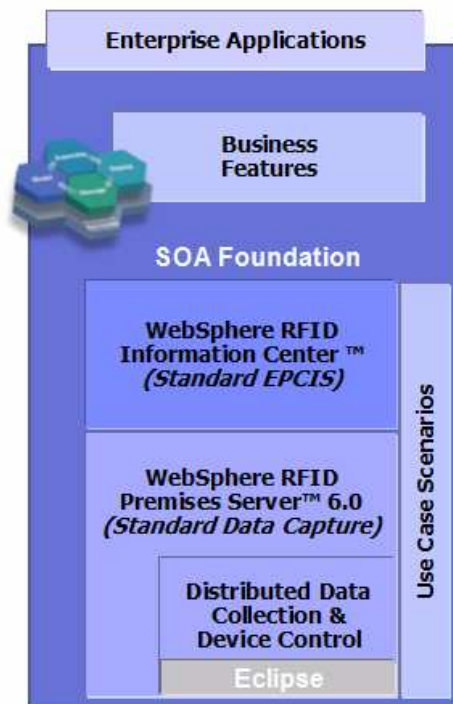 Enterprise Applications
Business
Features
SOA Foundation
WebSphere RFID
Information Center ™
(Standard EPCIS)
WebSphere RFID
Premises Server™ 6.0
(Standard Data Capture)
Distributed Data
Collection &
Device Control
Eclipse
Use Case Scenarios